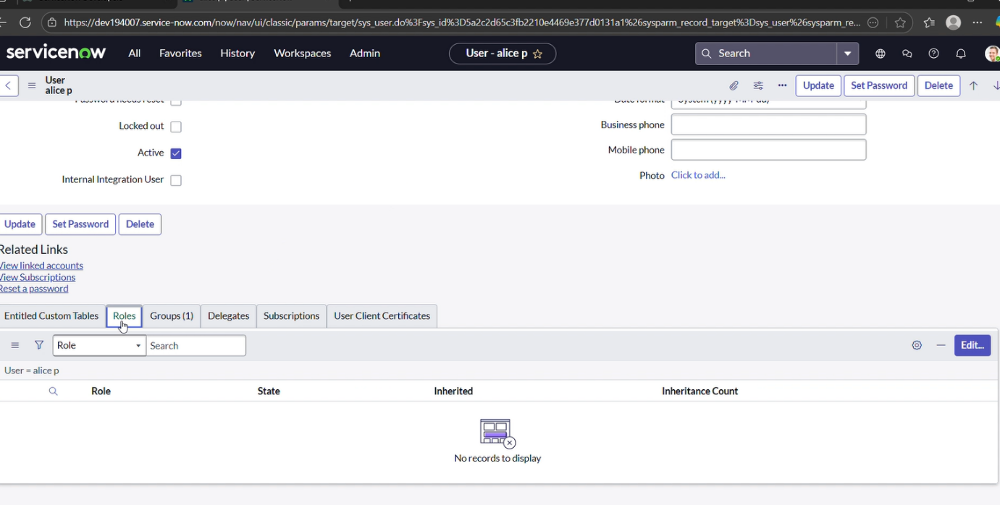 https://dev194007.service-now.com/now/nav/ui/classic/params/target/sys_user.do%3Fsys_id%3D5a2c2d65c3fb2210e4469e377d0131a1%26sysparm_record_target%3Dsys_user%26sysparm_re...
servicenow All Favorites History Workspaces Admin User - alice p Search
User
alice p
Update Set Password Delete
Password needs reset
Date format System (yyyy-MM-dd)
Locked out
Business phone
Active
Mobile phone
Internal Integration User
Photo Click to add...
Update Set Password Delete
Related Links
View linked accounts
View Subscriptions
Reset a password
Entitled Custom Tables Roles Groups (1) Delegates Subscriptions User Client Certificates
Role Search Edit...
User = alice p
Role State Inherited Inheritance Count
No records to display